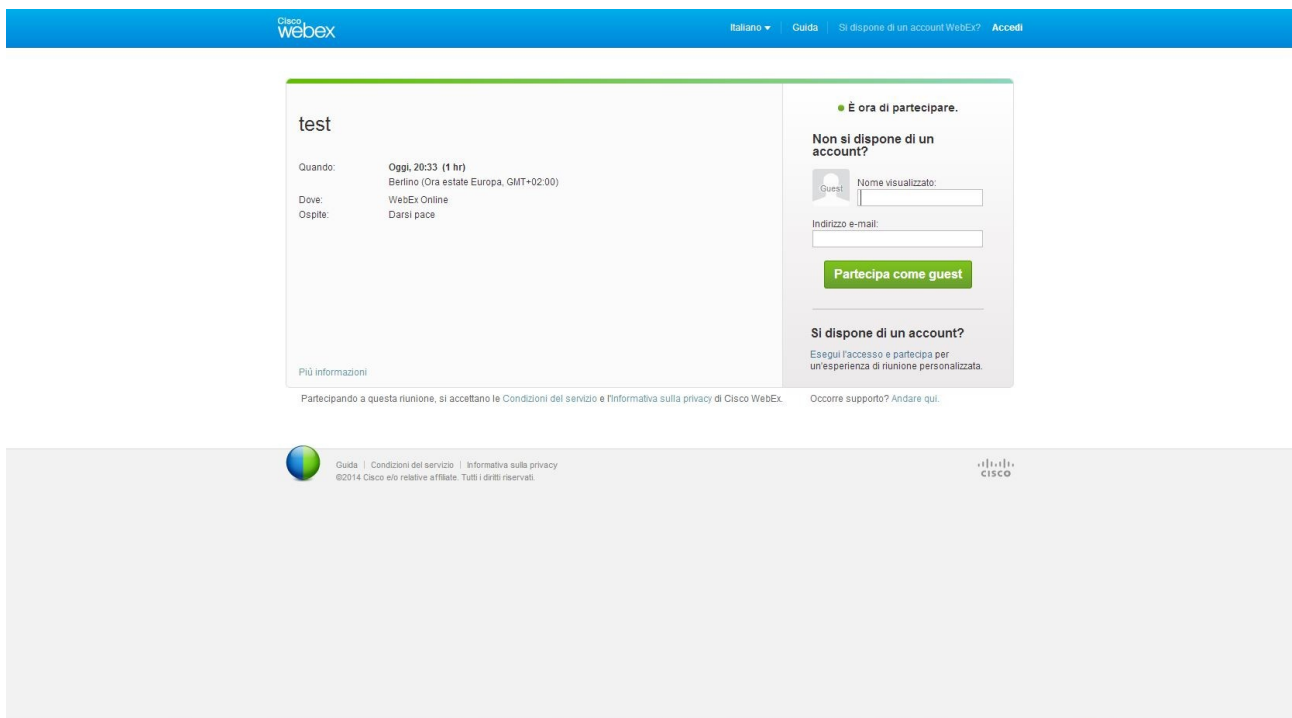 Cisco
webex
Italiano Guida Si dispone di un account WebEx? Accedi
test
Quando: Oggi, 20:33 (1 hr)
Berlino (Ora estate Europa, GMT+02:00)
Dove: WebEx Online
Ospite: Darsi pace
Più informazioni
È ora di partecipare.
Non si dispone di un
account?
Guest
Nome visualizzato:
Indirizzo e-mail:
Partecipa come guest
Si dispone di un account?
Esegui l'accesso e partecipa per
un'esperienza di riunione personalizzata.
Partecipando a questa riunione, si accettano le Condizioni del servizio e l'Informativa sulla privacy di Cisco WebEx.
Occorre supporto? Andare qui.
Guida | Condizioni del servizio | Informativa sulla privacy
©2014 Cisco e/o relative affiliate. Tutti i diritti riservati.
CISCO